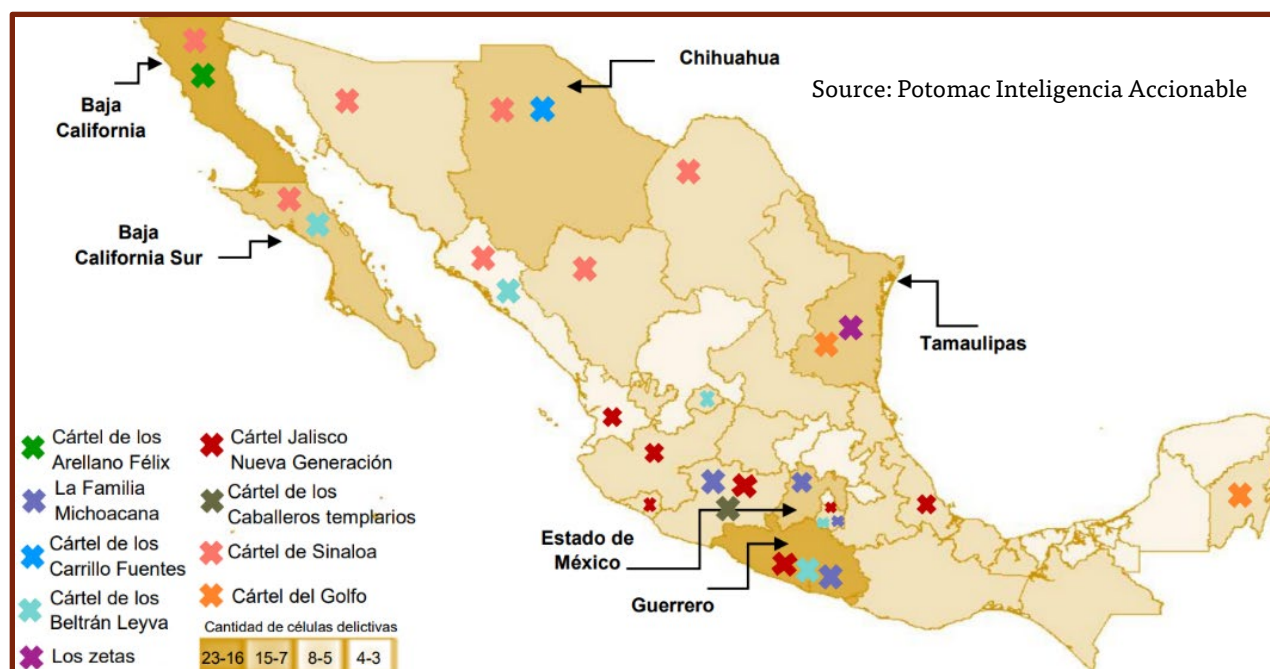 Chihuahua
Source: Potomac Inteligencia Accionable
Baja
California
Baja
California Sur
Tamaulipas
Estado de
México
Guerrero
Cártel de los
Arellano Félix
La Familia
Michoacana
Cártel de los
Carrillo Fuentes
Cártel de los
Beltrán Leyva
Los zetas
Cártel Jalisco
Nueva Generación
Cártel de los
Caballeros templarios
Cártel de Sinaloa
Cártel del Golfo
Cantidad de células delictivas
23-16 15-7 8-5 4-3